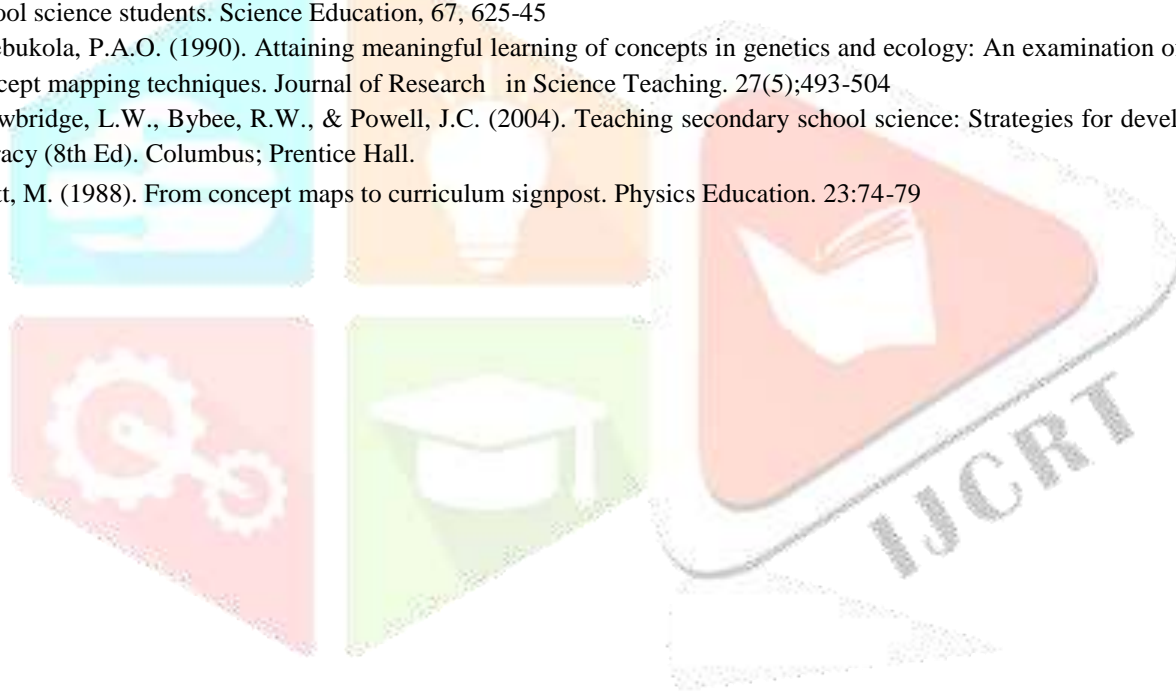 ool science students. Science Education, 67, 625-45
ebukola, P.A.O. (1990). Attaining meaningful learning of concepts in genetics and ecology: An examination o
cept mapping techniques. Journal of Research in Science Teaching. 27(5);493-504
wbridge, L.W., Bybee, R.W., & Powell, J.C. (2004). Teaching secondary school science: Strategies for devel
racy (8th Ed). Columbus; Prentice Hall.
tt, M. (1988). From concept maps to curriculum signpost. Physics Education. 23:74-79
IJCRT